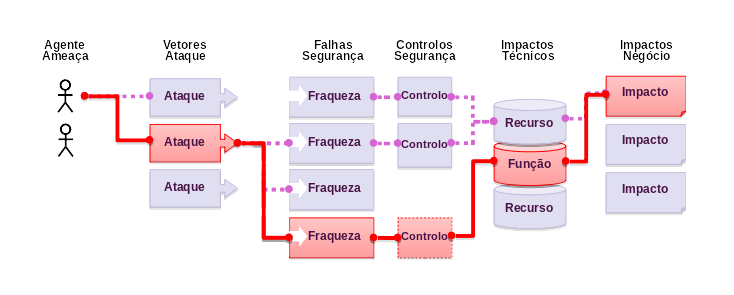 Agente
Ameaça
Vetores
Ataque
Falhas
Segurança
Controlos
Segurança
Impactos
Técnicos
Impactos
Negócio
Ataque
Fraqueza
Controlo
Recurso
Impacto
Ataque
Fraqueza
Controlo
Função
Impacto
Ataque
Fraqueza
Recurso
Impacto
Fraqueza
Controlo